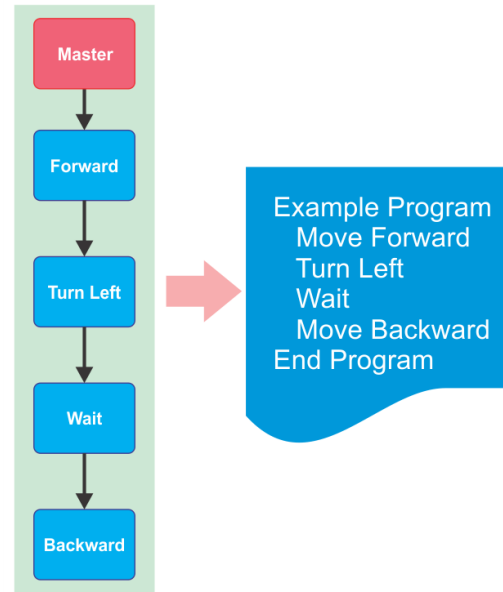 Master
Forward
Turn Left
Wait
Backward
Example Program
Move Forward
Turn Left
Wait
Move Backward
End Program